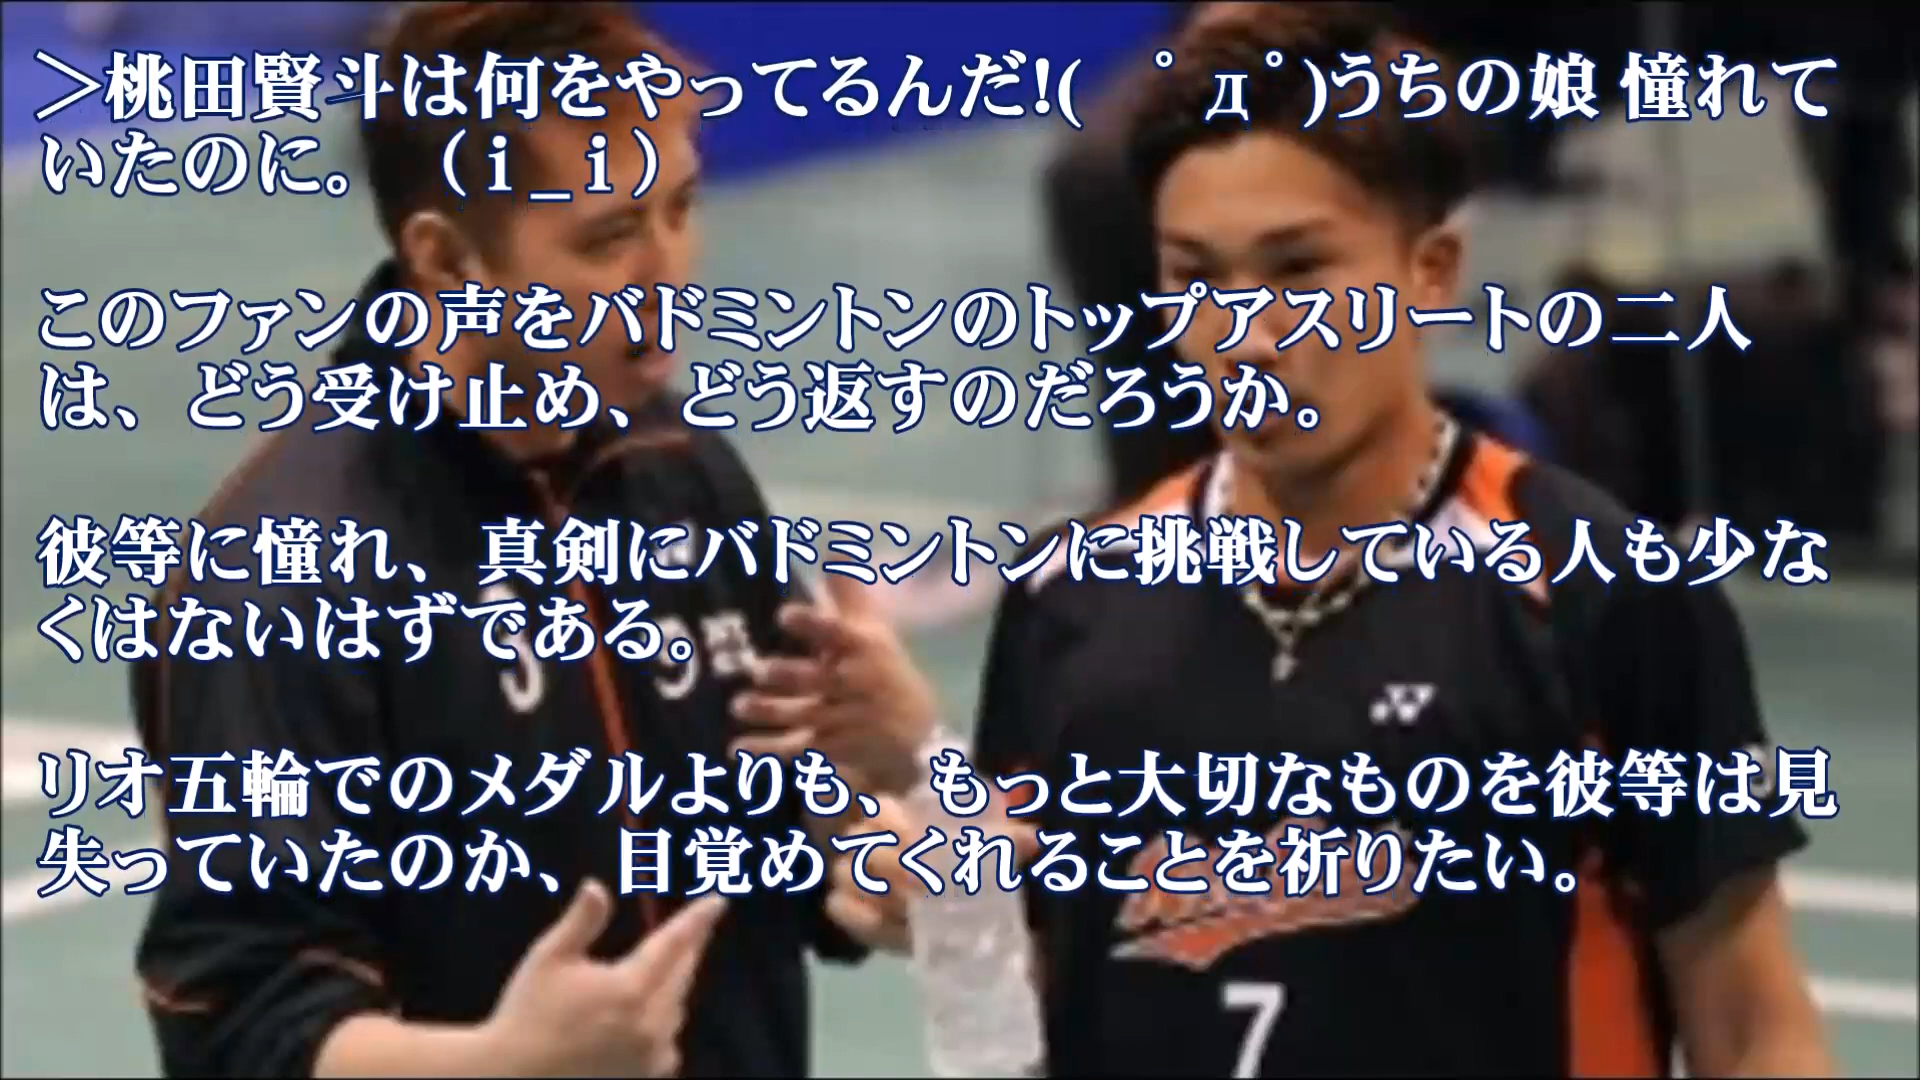 ＞桃田賢斗は何をやってるんだ!(　ﾟдﾟ)うちの娘 憧れて
いたのに。　（ｉ_ｉ）
このファンの声をバドミントンのトップアスリートの二人
は、どう受け止め、どう返すのだろうか。
彼等に憧れ、真剣にバドミントンに挑戦している人も少な
くはないはずである。
リオ五輪でのメダルよりも、もっと大切なものを彼等は見
失っていたのか、目覚めてくれることを祈りたい。
7